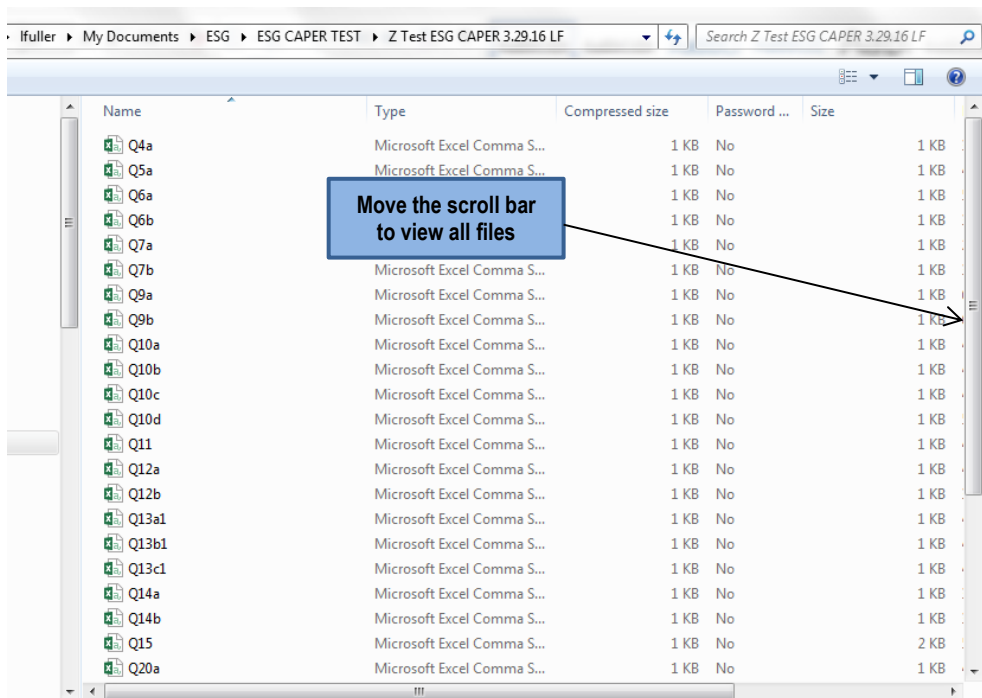 lfuller ▸ My Documents ▸ ESG ▸ ESG CAPER TEST ▸ Z Test ESG CAPER 3.29.16 LF Search Z Test ESG CAPER 3.29.16 LF
Name Type Compressed size Password ... Size
Q4a Microsoft Excel Comma S... 1 KB No 1 KB
Q5a Microsoft Excel Comma S... 1 KB No 1 KB
Q6a 1 KB No 1 KB
Q6b 1 KB No 1 KB
Q7a 1 KB No 1 KB
Move the scroll bar
to view all files
Q7b Microsoft Excel Comma S... 1 KB No 1 KB
Q9a Microsoft Excel Comma S... 1 KB No 1 KB
Q9b Microsoft Excel Comma S... 1 KB No 1 KB
Q10a Microsoft Excel Comma S... 1 KB No 1 KB
Q10b Microsoft Excel Comma S... 1 KB No 1 KB
Q10c Microsoft Excel Comma S... 1 KB No 1 KB
Q10d Microsoft Excel Comma S... 1 KB No 1 KB
Q11 Microsoft Excel Comma S... 1 KB No 1 KB
Q12a Microsoft Excel Comma S... 1 KB No 1 KB
Q12b Microsoft Excel Comma S... 1 KB No 1 KB
Q13a1 Microsoft Excel Comma S... 1 KB No 1 KB
Q13b1 Microsoft Excel Comma S... 1 KB No 1 KB
Q13c1 Microsoft Excel Comma S... 1 KB No 1 KB
Q14a Microsoft Excel Comma S... 1 KB No 1 KB
Q14b Microsoft Excel Comma S... 1 KB No 1 KB
Q15 Microsoft Excel Comma S... 1 KB No 2 KB
Q20a Microsoft Excel Comma S... 1 KB No 1 KB